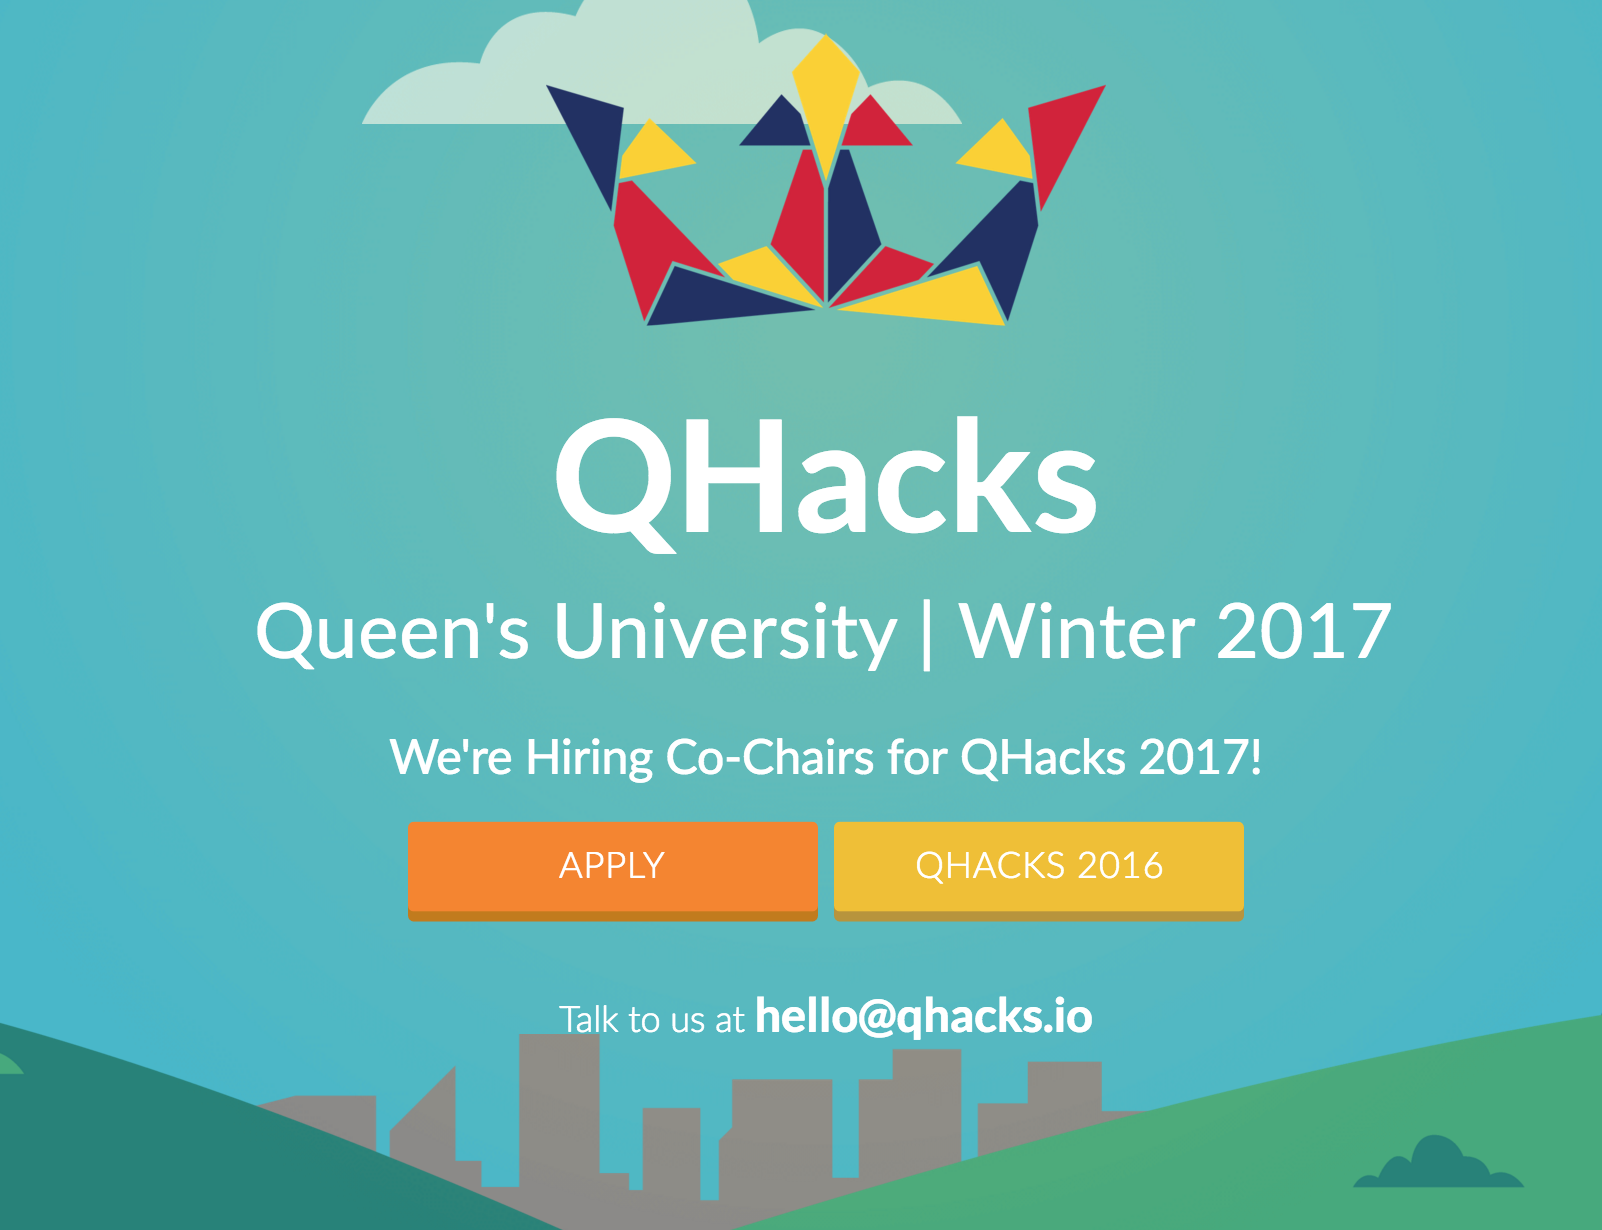 QHacks
Queen's University | Winter 2017
We're Hiring Co-Chairs for QHacks 2017!
APPLY
QHACKS 2016
Talk to us at hello@qhacks.io